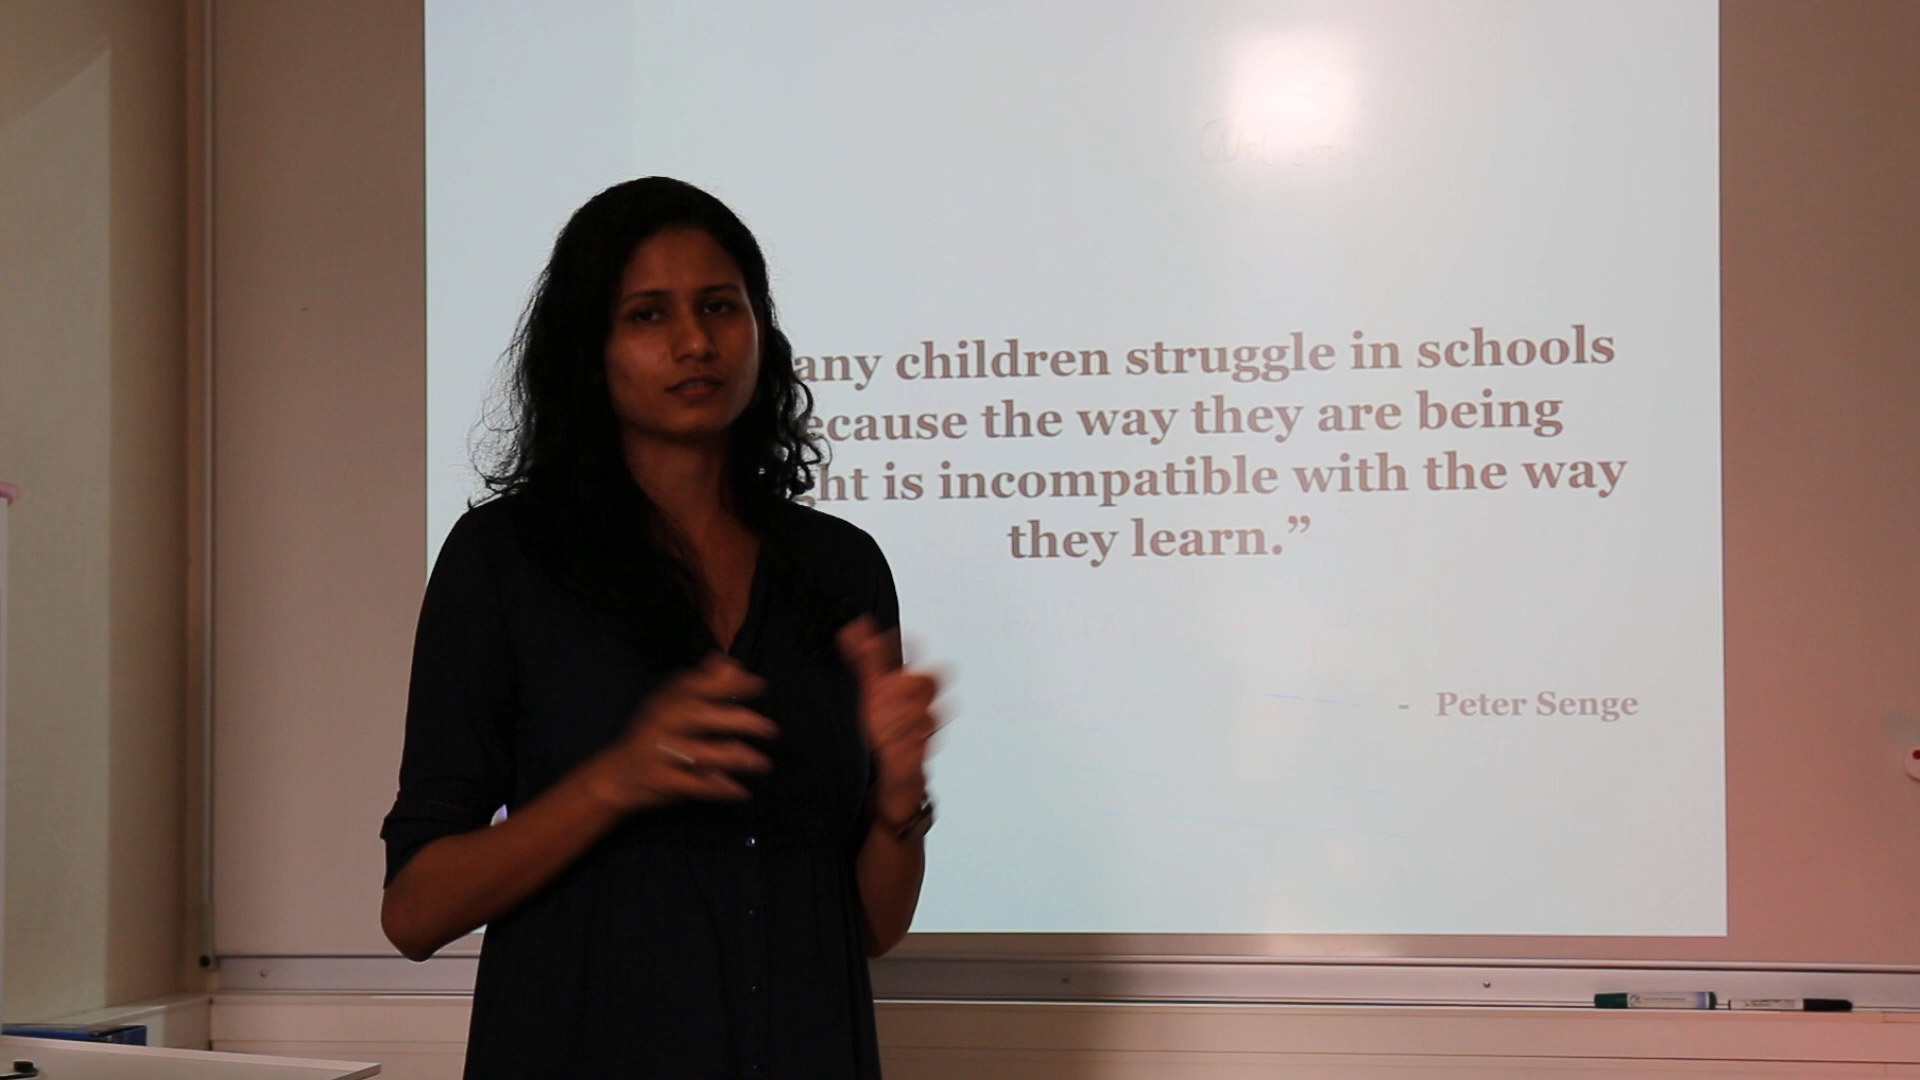 any children struggle in schools
ecause the way they are being
ght is incompatible with the way
they learn.”
- Peter Senge